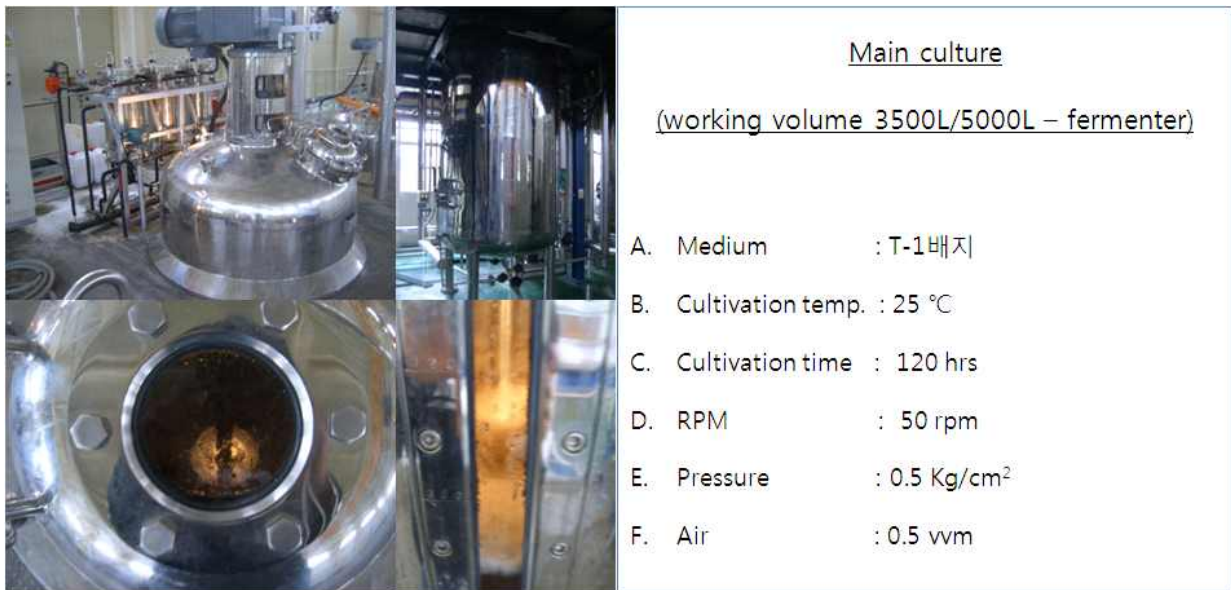 Main culture
(working volume 3500L/5000L – fermenter)
A. Medium : T-1배지
B. Cultivation temp. : 25 ℃
C. Cultivation time : 120 hrs
D. RPM : 50 rpm
E. Pressure : 0.5 Kg/cm²
F. Air : 0.5 vvm